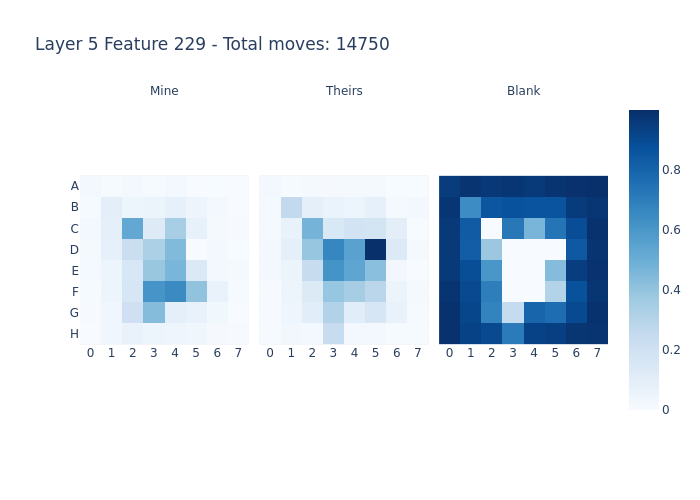 Layer 5 Feature 229 - Total moves: 14750
Mine
Theirs
Blank
A
B
C
D
E
F
G
H
0 1 2 3 4 5 6 7
0 1 2 3 4 5 6 7
0 1 2 3 4 5 6 7
0.8
0.6
0.4
0.2
0